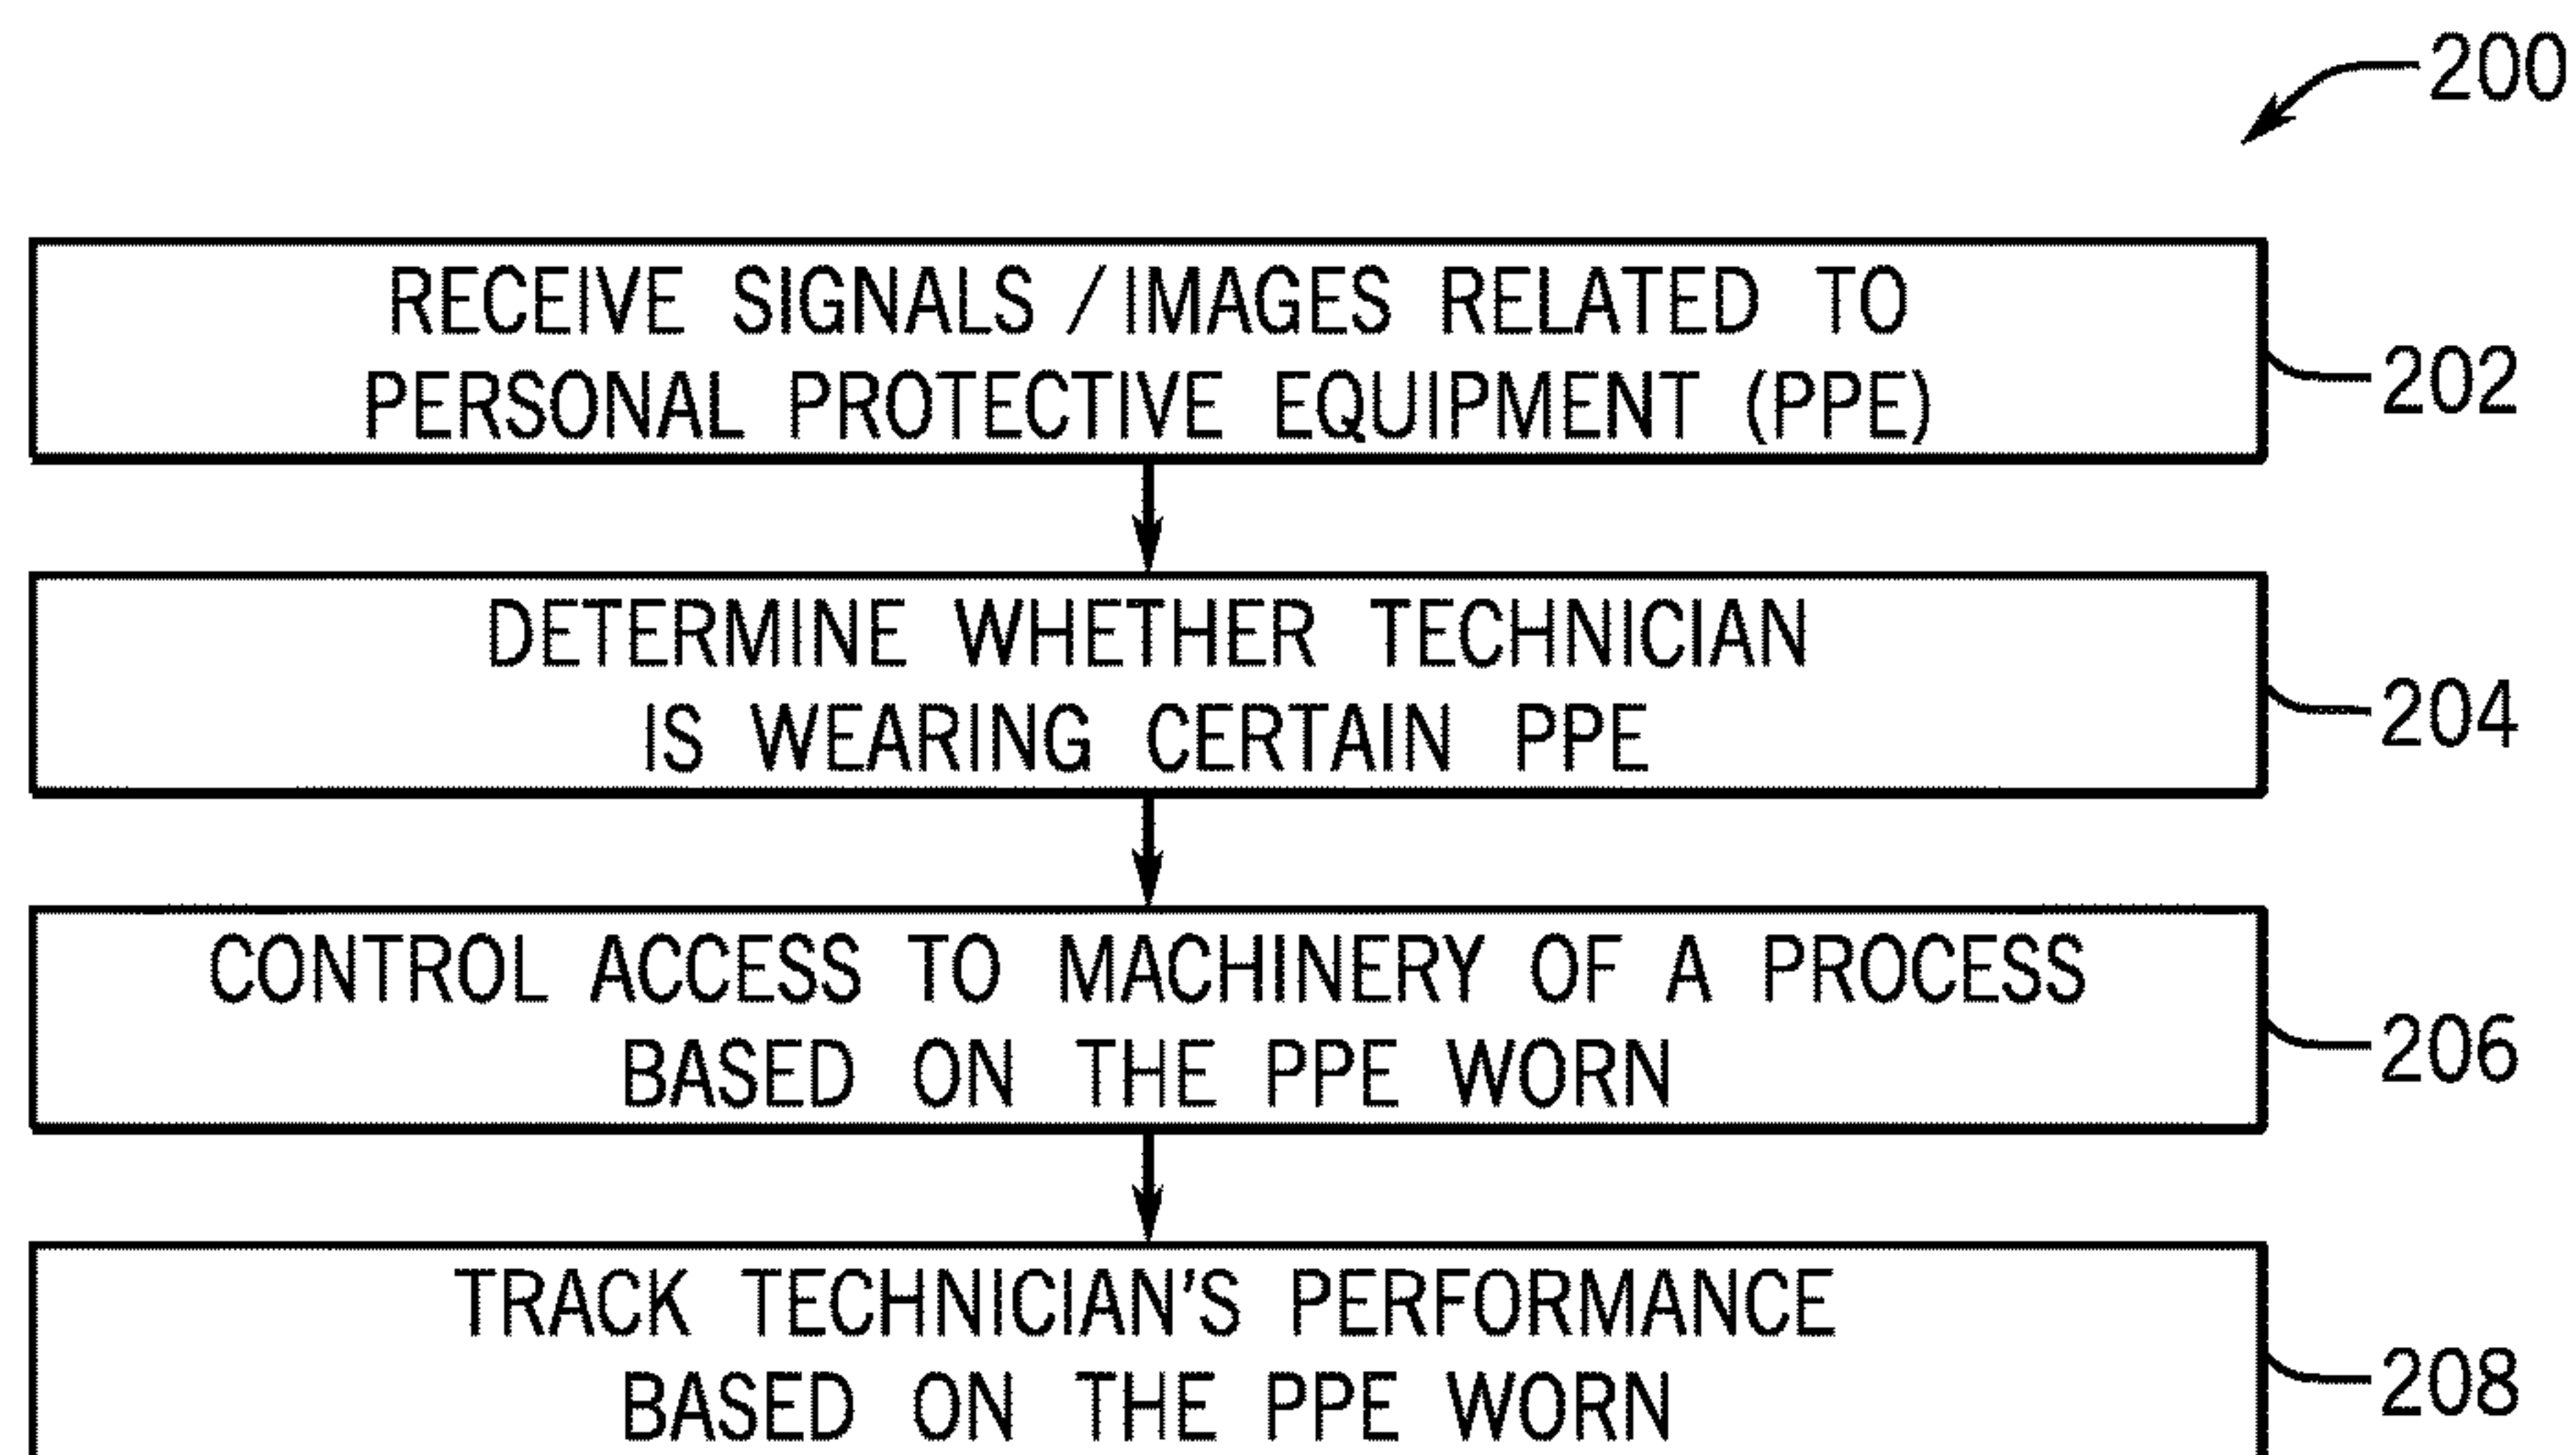 200
RECEIVE SIGNALS / IMAGES RELATED TO
PERSONAL PROTECTIVE EQUIPMENT (PPE)
202
DETERMINE WHETHER TECHNICIAN
IS WEARING CERTAIN PPE
204
CONTROL ACCESS TO MACHINERY OF A PROCESS
BASED ON THE PPE WORN
206
TRACK TECHNICIAN'S PERFORMANCE
BASED ON THE PPE WORN
208